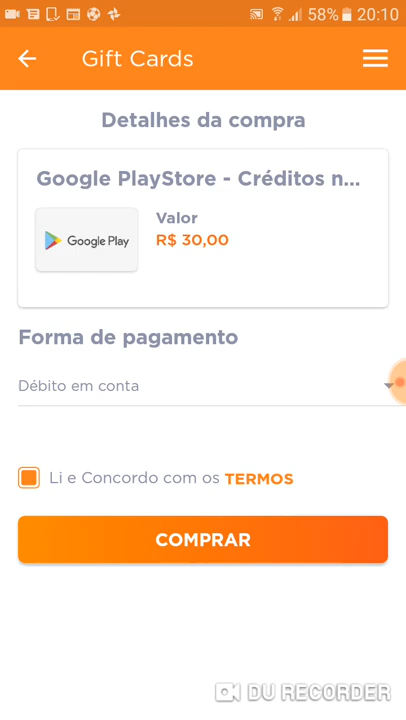 58% 20:10
Gift Cards
Detalhes da compra
Google PlayStore - Créditos n...
Google Play
Valor
R$ 30,00
Forma de pagamento
Débito em conta
Li e Concordo com os TERMOS
COMPRAR
DU RECORDER